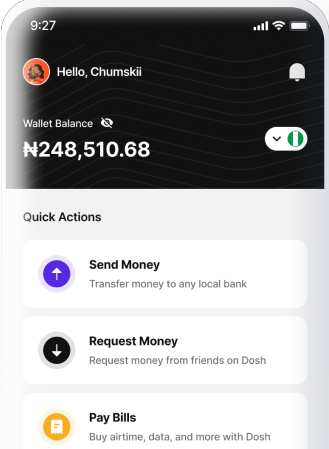 9:27
Hello, Chumskii
Wallet Balance
₦248,510.68
Quick Actions
Send Money
Transfer money to any local bank
Request Money
Request money from friends on Dosh
Pay Bills
Buy airtime, data, and more with Dosh